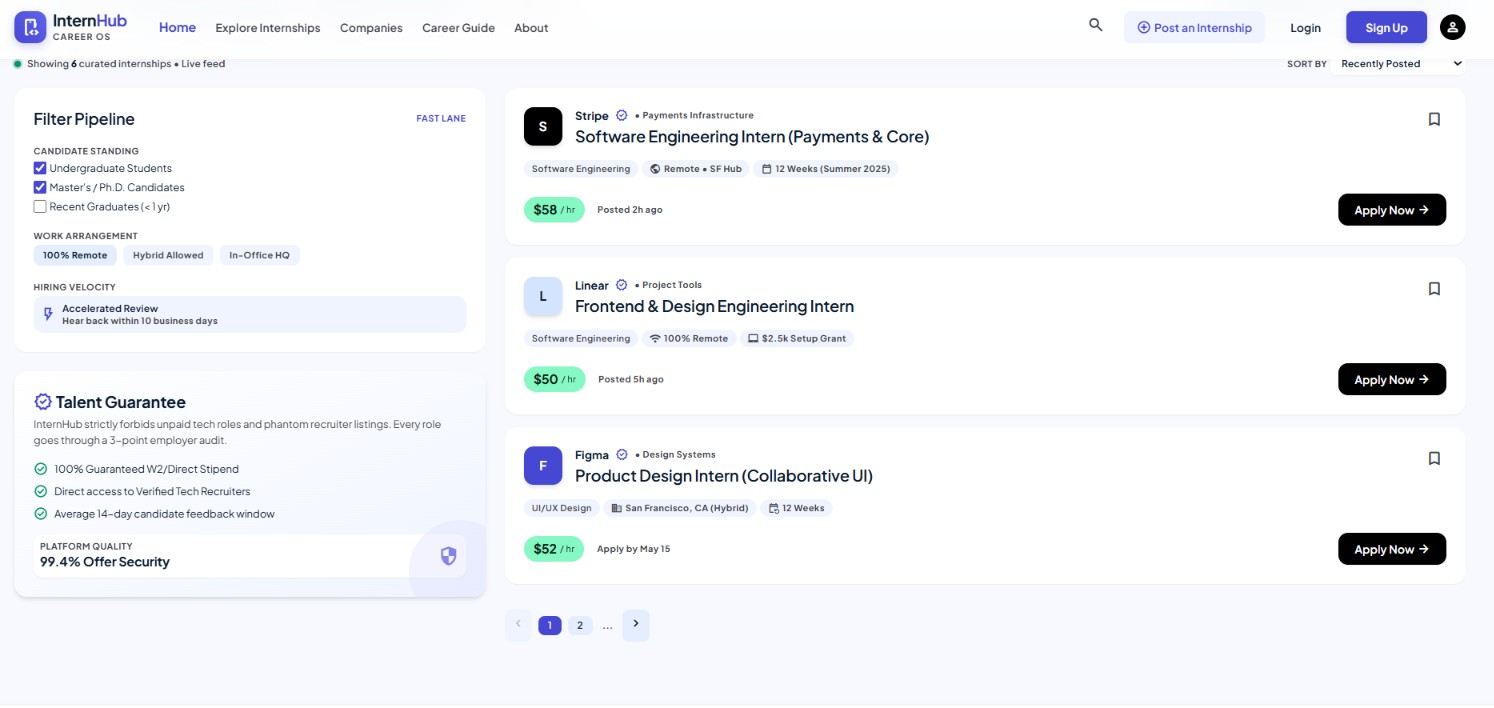 InternHub
CAREER OS
Home
Explore Internships
Companies
Career Guide
About
Post an Internship
Login
Sign Up
Showing 6 curated internships • Live feed
SORT BY Recently Posted
Filter Pipeline
FAST LANE
CANDIDATE STANDING
Undergraduate Students
Master's / Ph.D. Candidates
Recent Graduates (< 1 yr)
WORK ARRANGEMENT
100% Remote
Hybrid Allowed
In-Office HQ
HIRING VELOCITY
Accelerated Review
Hear back within 10 business days
Talent Guarantee
InternHub strictly forbids unpaid tech roles and phantom recruiter listings. Every role
goes through a 3-point employer audit.
100% Guaranteed W2/Direct Stipend
Direct access to Verified Tech Recruiters
Average 14-day candidate feedback window
PLATFORM QUALITY
99.4% Offer Security
S
Stripe • Payments Infrastructure
Software Engineering Intern (Payments & Core)
Software Engineering
Remote • SF Hub
12 Weeks (Summer 2025)
$58 / hr
Posted 2h ago
Apply Now →
L
Linear • Project Tools
Frontend & Design Engineering Intern
Software Engineering
100% Remote
$2.5k Setup Grant
$50 / hr
Posted 5h ago
Apply Now →
F
Figma • Design Systems
Product Design Intern (Collaborative UI)
UI/UX Design
San Francisco, CA (Hybrid)
12 Weeks
$52 / hr
Apply by May 15
Apply Now →
1
2
...